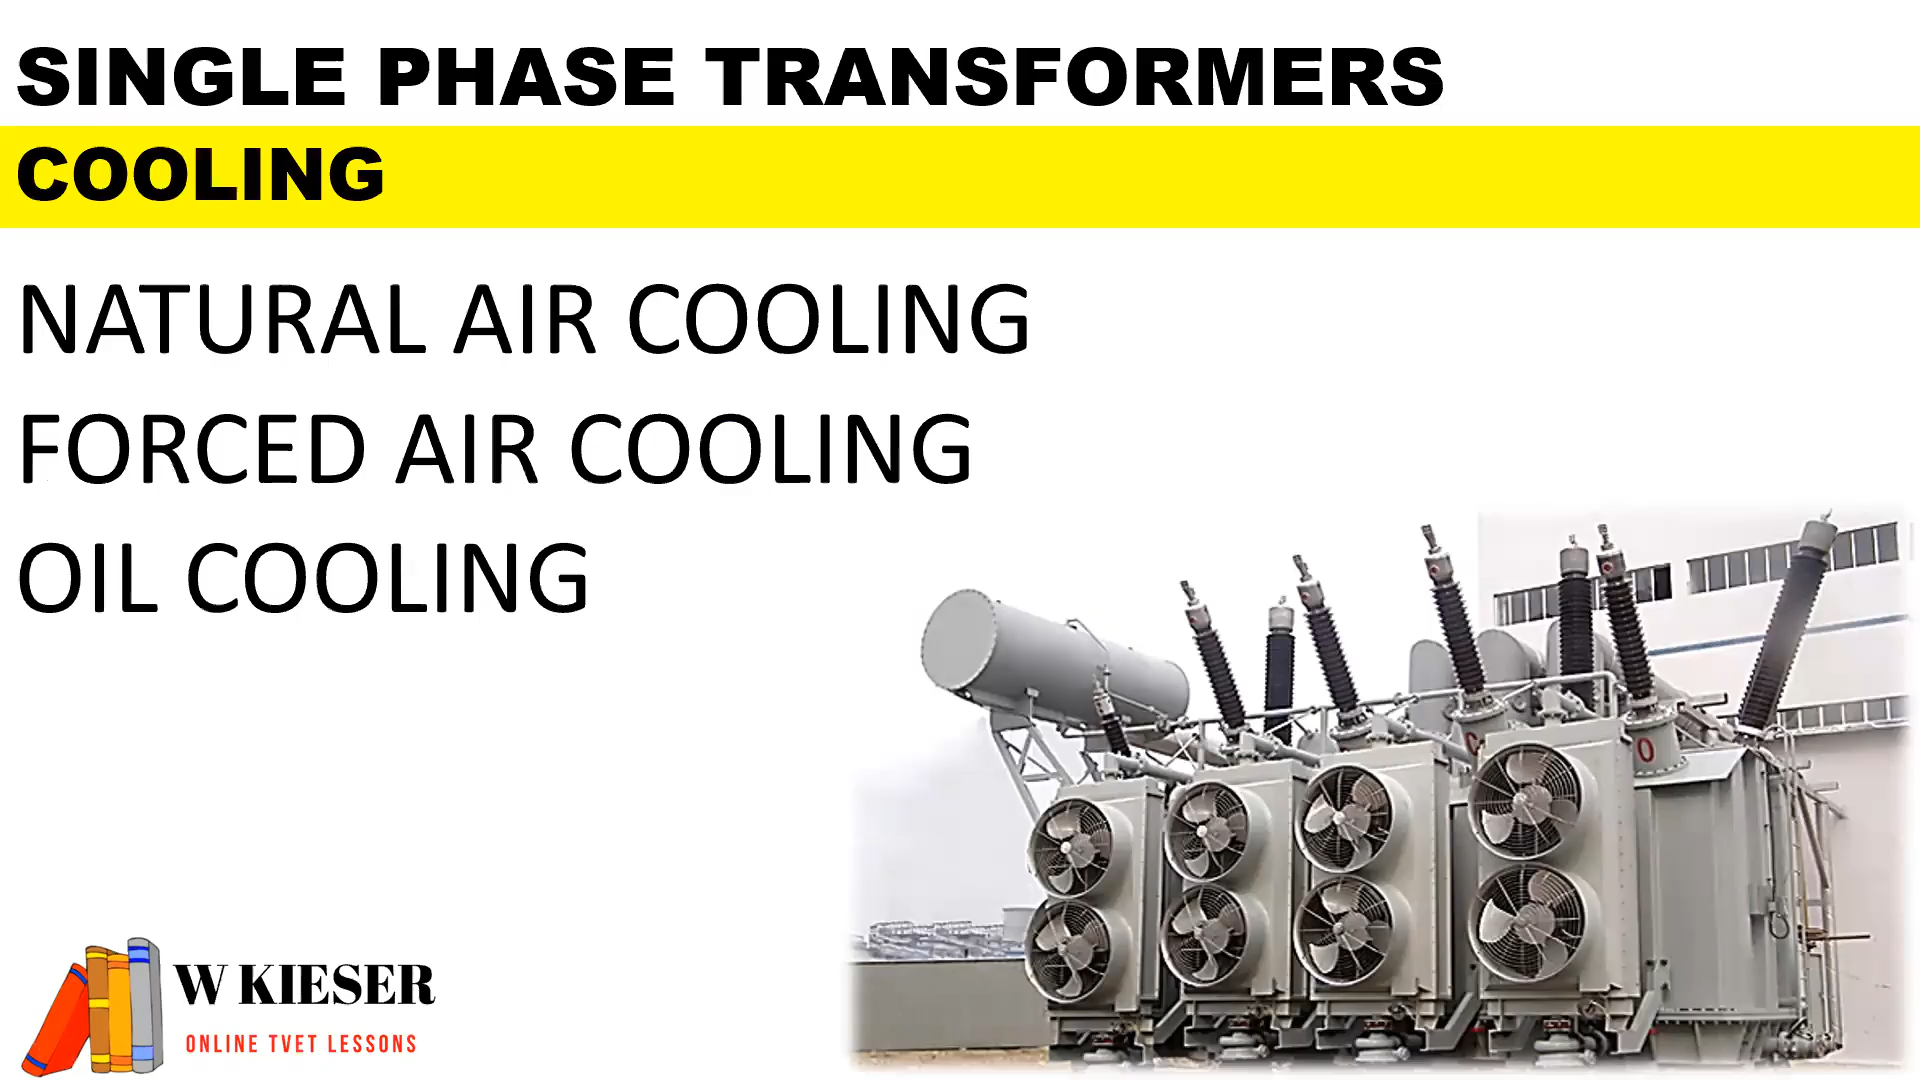 SINGLE PHASE TRANSFORMERS
COOLING
NATURAL AIR COOLING
FORCED AIR COOLING
OIL COOLING
O
W KIESER
ONLINE TVET LESSONS